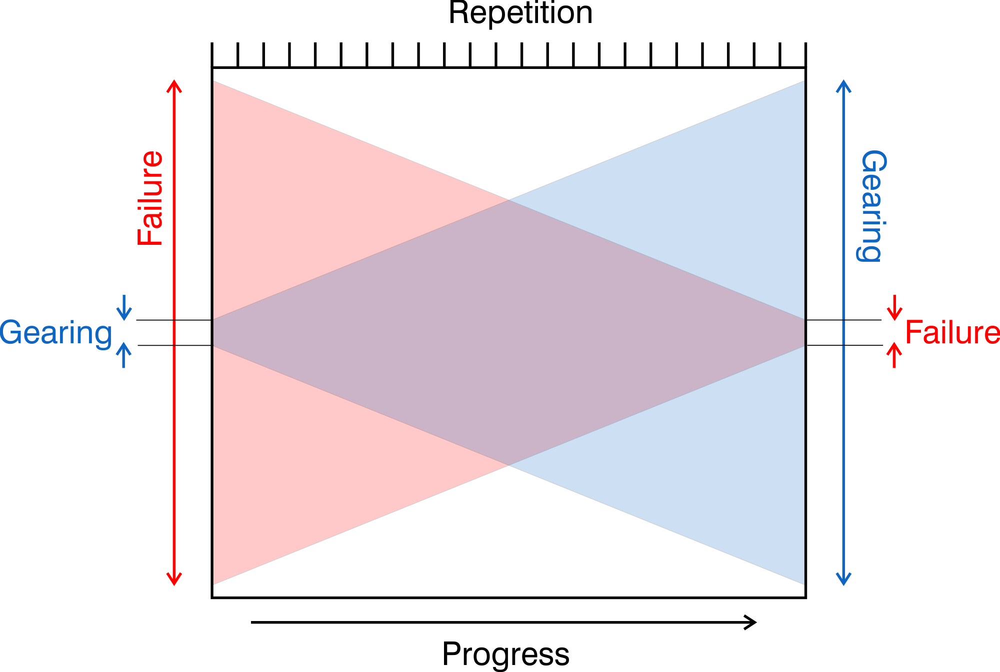 Repetition
Failure
Gearing
Gearing
Failure
Progress